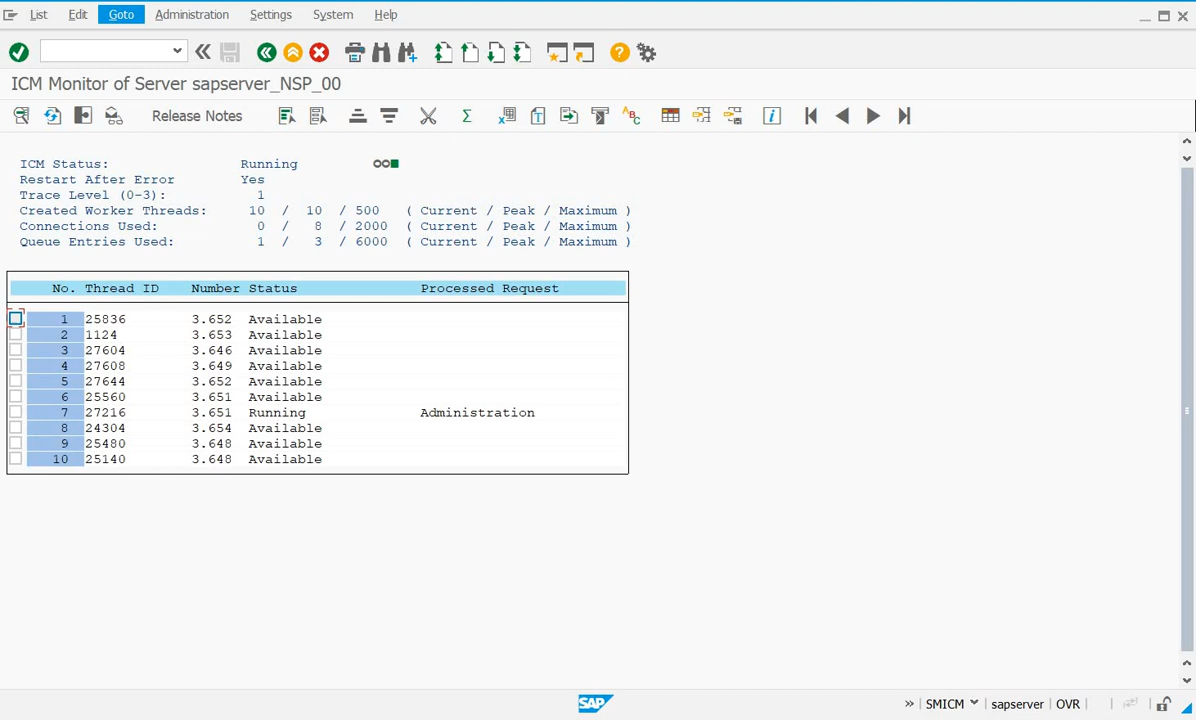 List Edit Goto Administration Settings System Help
ICM Monitor of Server sapserver_NSP_00
Release Notes
ICM Status: Running
Restart After Error Yes
Trace Level (0-3): 1
Created Worker Threads: 10 / 10 / 500 ( Current / Peak / Maximum )
Connections Used: 0 / 8 / 2000 ( Current / Peak / Maximum )
Queue Entries Used: 1 / 3 / 6000 ( Current / Peak / Maximum )
No. Thread ID Number Status Processed Request
1 25836 3.652 Available
2 1124 3.653 Available
3 27604 3.646 Available
4 27608 3.649 Available
5 27644 3.652 Available
6 25560 3.651 Available
7 27216 3.651 Running Administration
8 24304 3.654 Available
9 25480 3.648 Available
10 25140 3.648 Available
SAP » SMICM sapserver OVR